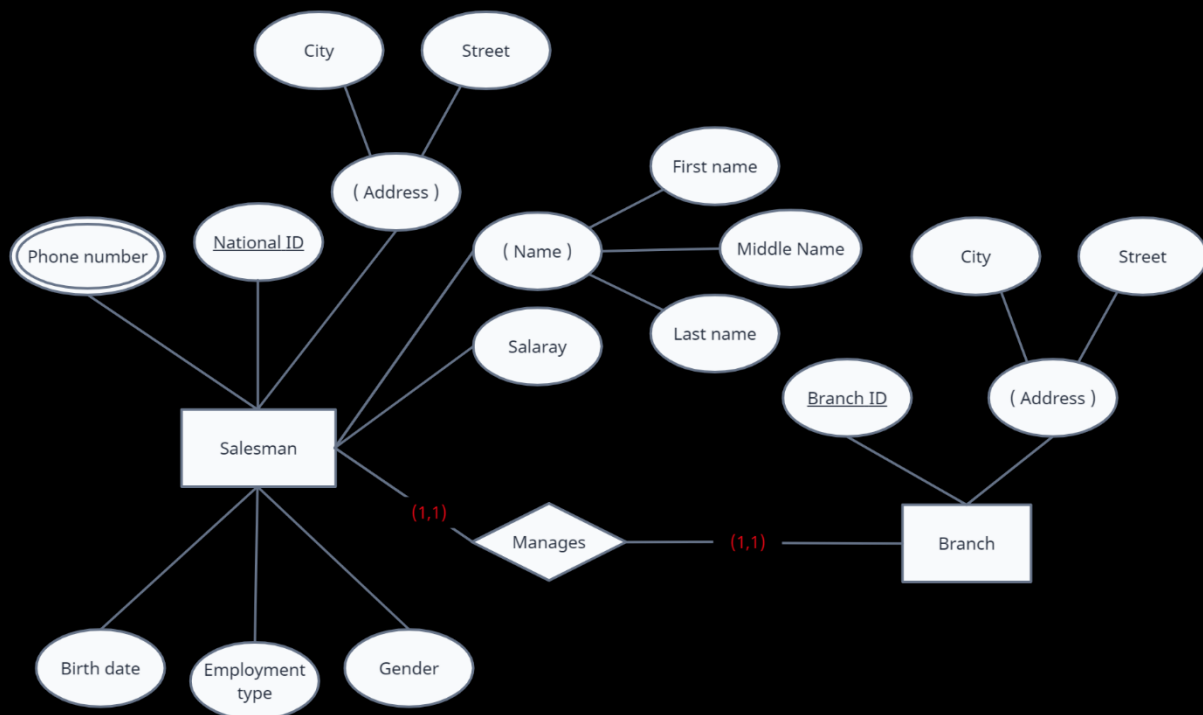 City
Street
( Address )
First name
Phone number
National ID
( Name )
Middle Name
City
Street
Last name
Salaray
Branch ID
( Address )
Salesman
(1,1)
Manages
(1,1)
Branch
Birth date
Employment
type
Gender